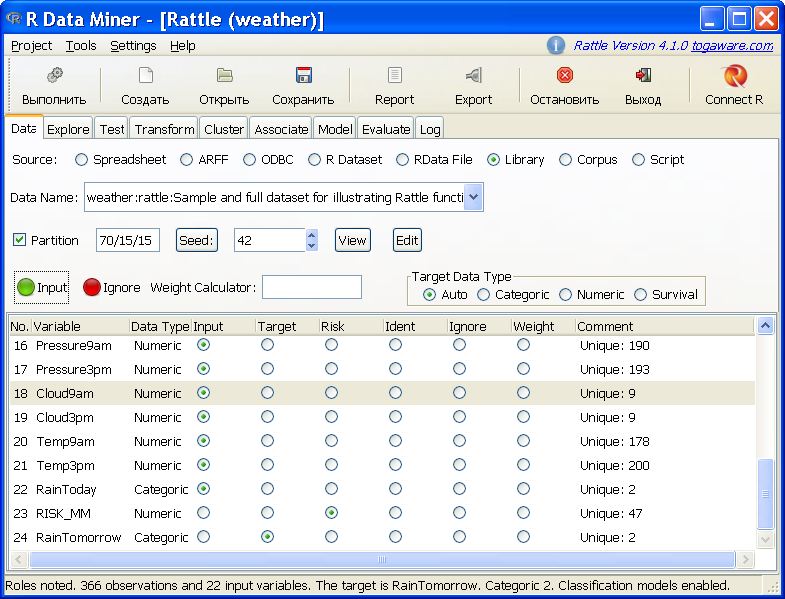 R Data Miner - [Rattle (weather)]
Project Tools Settings Help Rattle Version 4.1.0 togaware.com
Выполнить Создать Открыть Сохранить Report Export Остановить Выход Connect R
Data Explore Test Transform Cluster Associate Model Evaluate Log
Source: Spreadsheet ARFF ODBC R Dataset RData File Library Corpus Script
Data Name: weather:rattle:Sample and full dataset for illustrating Rattle functi
Partition 70/15/15 Seed: 42 View Edit
Target Data Type
Input Ignore Weight Calculator: Auto Categoric Numeric Survival
No. Variable Data Type Input Target Risk Ident Ignore Weight Comment
16 Pressure9am Numeric Unique: 190
17 Pressure3pm Numeric Unique: 193
18 Cloud9am Numeric Unique: 9
19 Cloud3pm Numeric Unique: 9
20 Temp9am Numeric Unique: 178
21 Temp3pm Numeric Unique: 200
22 RainToday Categoric Unique: 2
23 RISK_MM Numeric Unique: 47
24 RainTomorrow Categoric Unique: 2
Roles noted. 366 observations and 22 input variables. The target is RainTomorrow. Categoric 2. Classification models enabled.